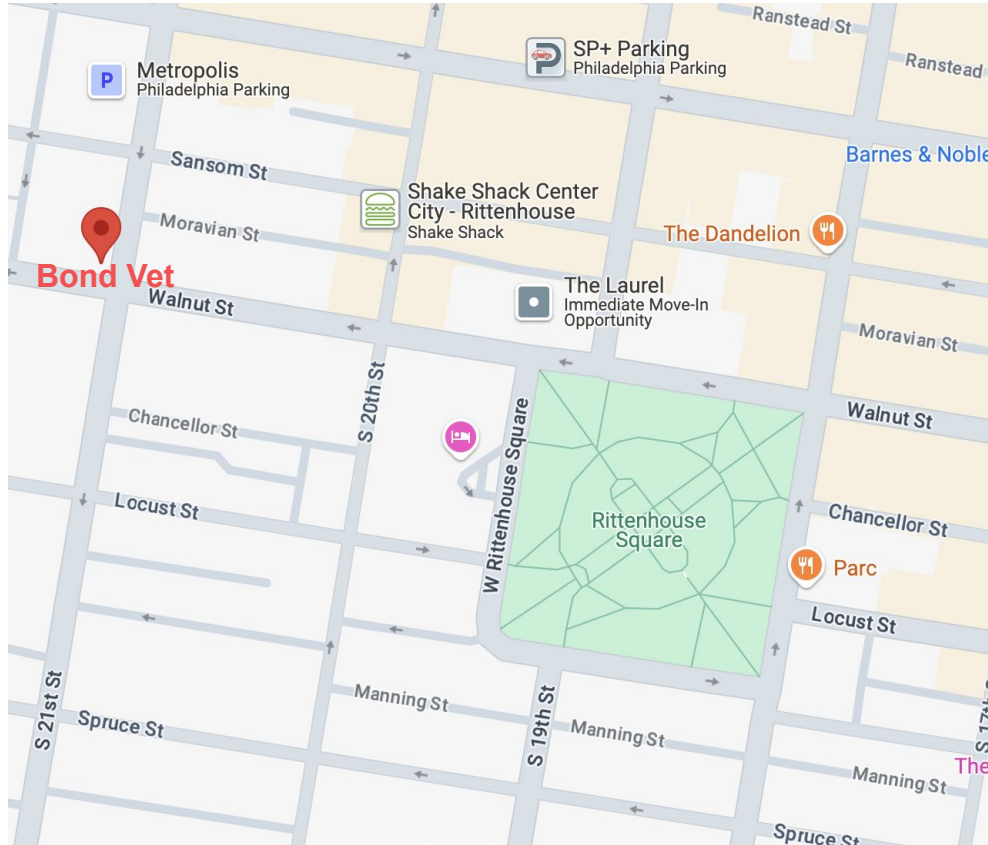 Ranstead St
SP+ Parking
Philadelphia Parking
Ranstead
Metropolis
Philadelphia Parking
P
Barnes & Noble
Sansom St
Shake Shack Center
City - Rittenhouse
Shake Shack
Moravian St
The Dandelion
Bond Vet
The Laurel
Immediate Move-In
Opportunity
Walnut St
Moravian St
S 20th St
W Rittenhouse Square
Walnut St
Chancellor St
Locust St
Rittenhouse
Square
Chancellor St
Parc
Locust St
S 21st St
Manning St
S 19th St
Spruce St
Manning St
S 17th S
The
Manning St
Spruce St